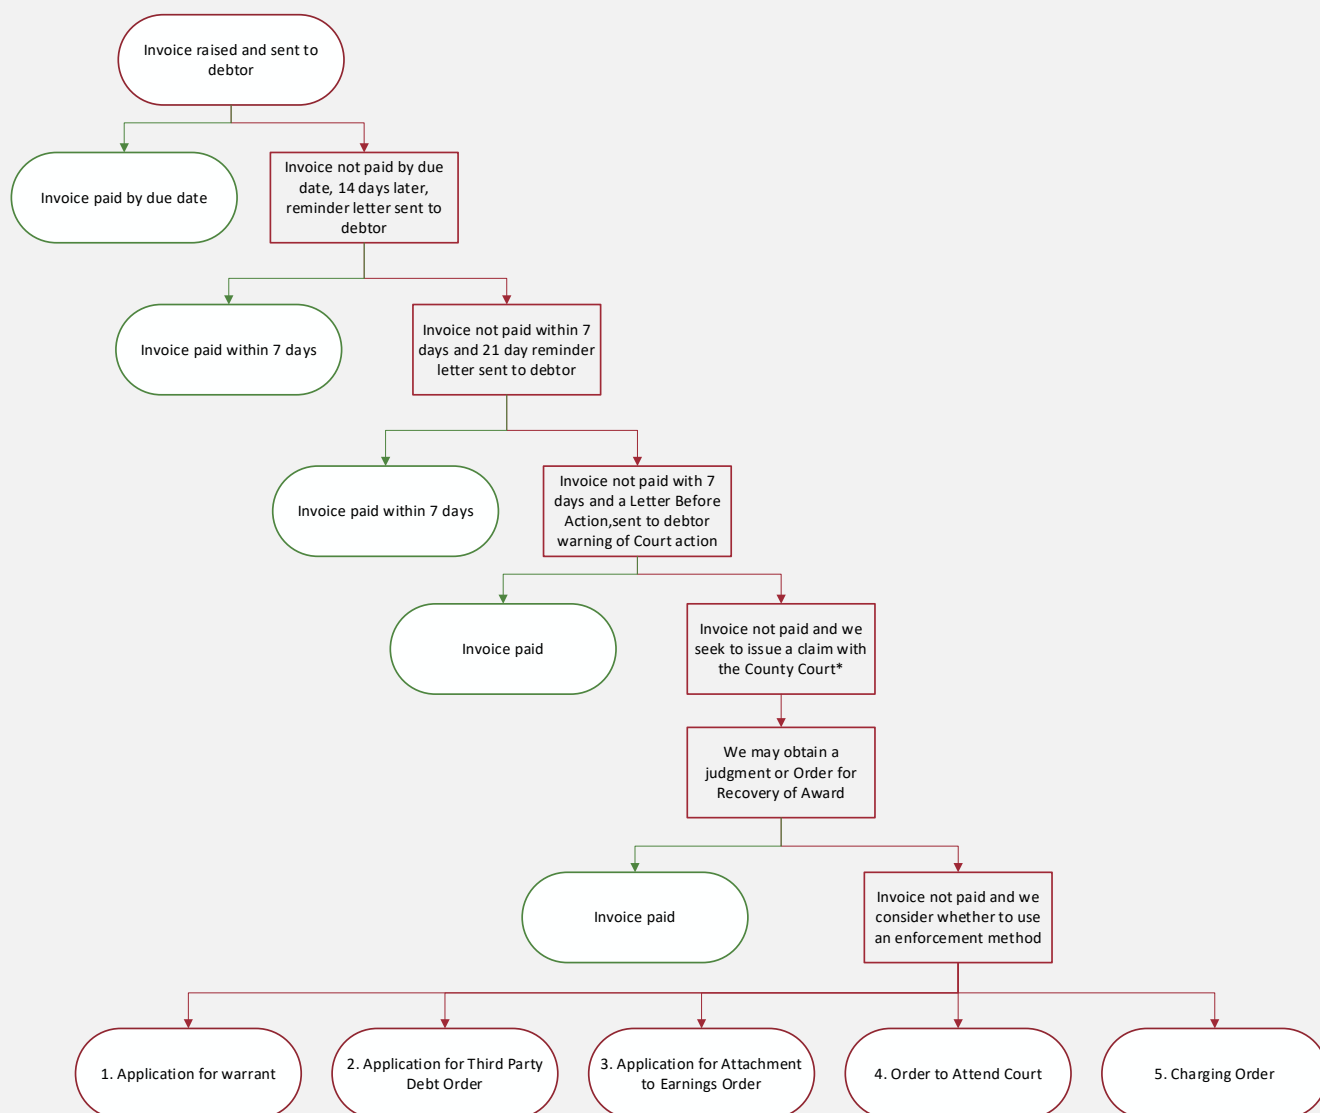 Invoice raised and sent to
debtor
Invoice paid by due date
Invoice not paid by due
date, 14 days later,
reminder letter sent to
debtor
Invoice paid within 7 days
Invoice not paid within 7
days and 21 day reminder
letter sent to debtor
Invoice paid within 7 days
Invoice not paid with 7
days and a Letter Before
Action,sent to debtor
warning of Court action
Invoice paid
Invoice not paid and we
seek to issue a claim with
the County Court*
We may obtain a
judgment or Order for
Recovery of Award
Invoice paid
Invoice not paid and we
consider whether to use
an enforcement method
1. Application for warrant
2. Application for Third Party
Debt Order
3. Application for Attachment
to Earnings Order
4. Order to Attend Court
5. Charging Order